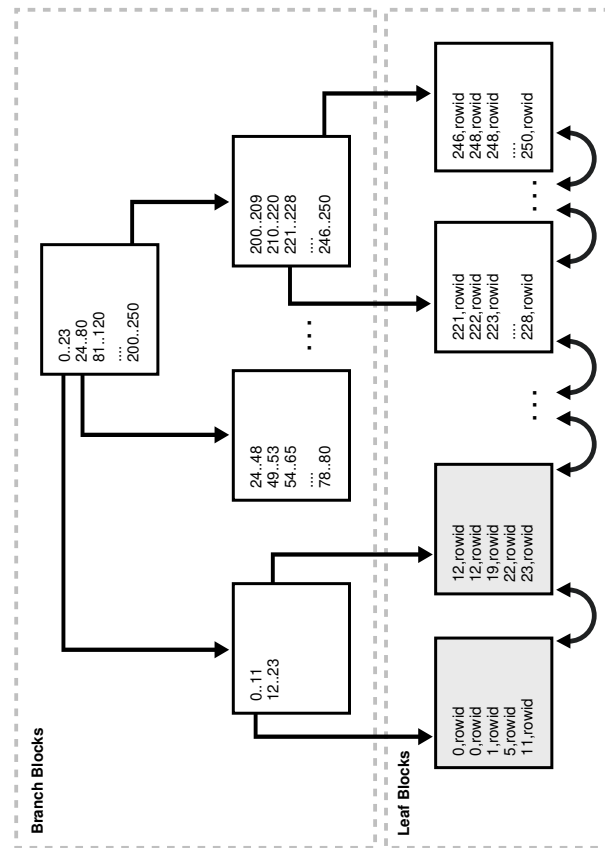 Branch Blocks
0..23
24..80
81..120
....
200..250
0..11
12..23
24..48
49..53
54..65
....
78..80
...
200..209
210..220
221..228
....
246..250
Leaf Blocks
0,rowid
0,rowid
1,rowid
5,rowid
11,rowid
12,rowid
12,rowid
19,rowid
22,rowid
23,rowid
...
221,rowid
222,rowid
223,rowid
....
228,rowid
...
246,rowid
248,rowid
248,rowid
....
250,rowid